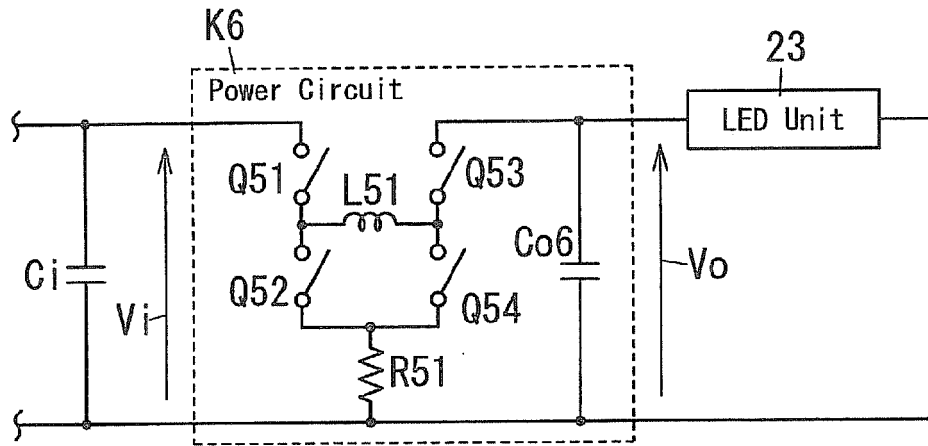 K6
Power Circuit
23
LED Unit
Q51
L51
Q53
Ci
Vi
Q52
Q54
Co6
Vo
R51